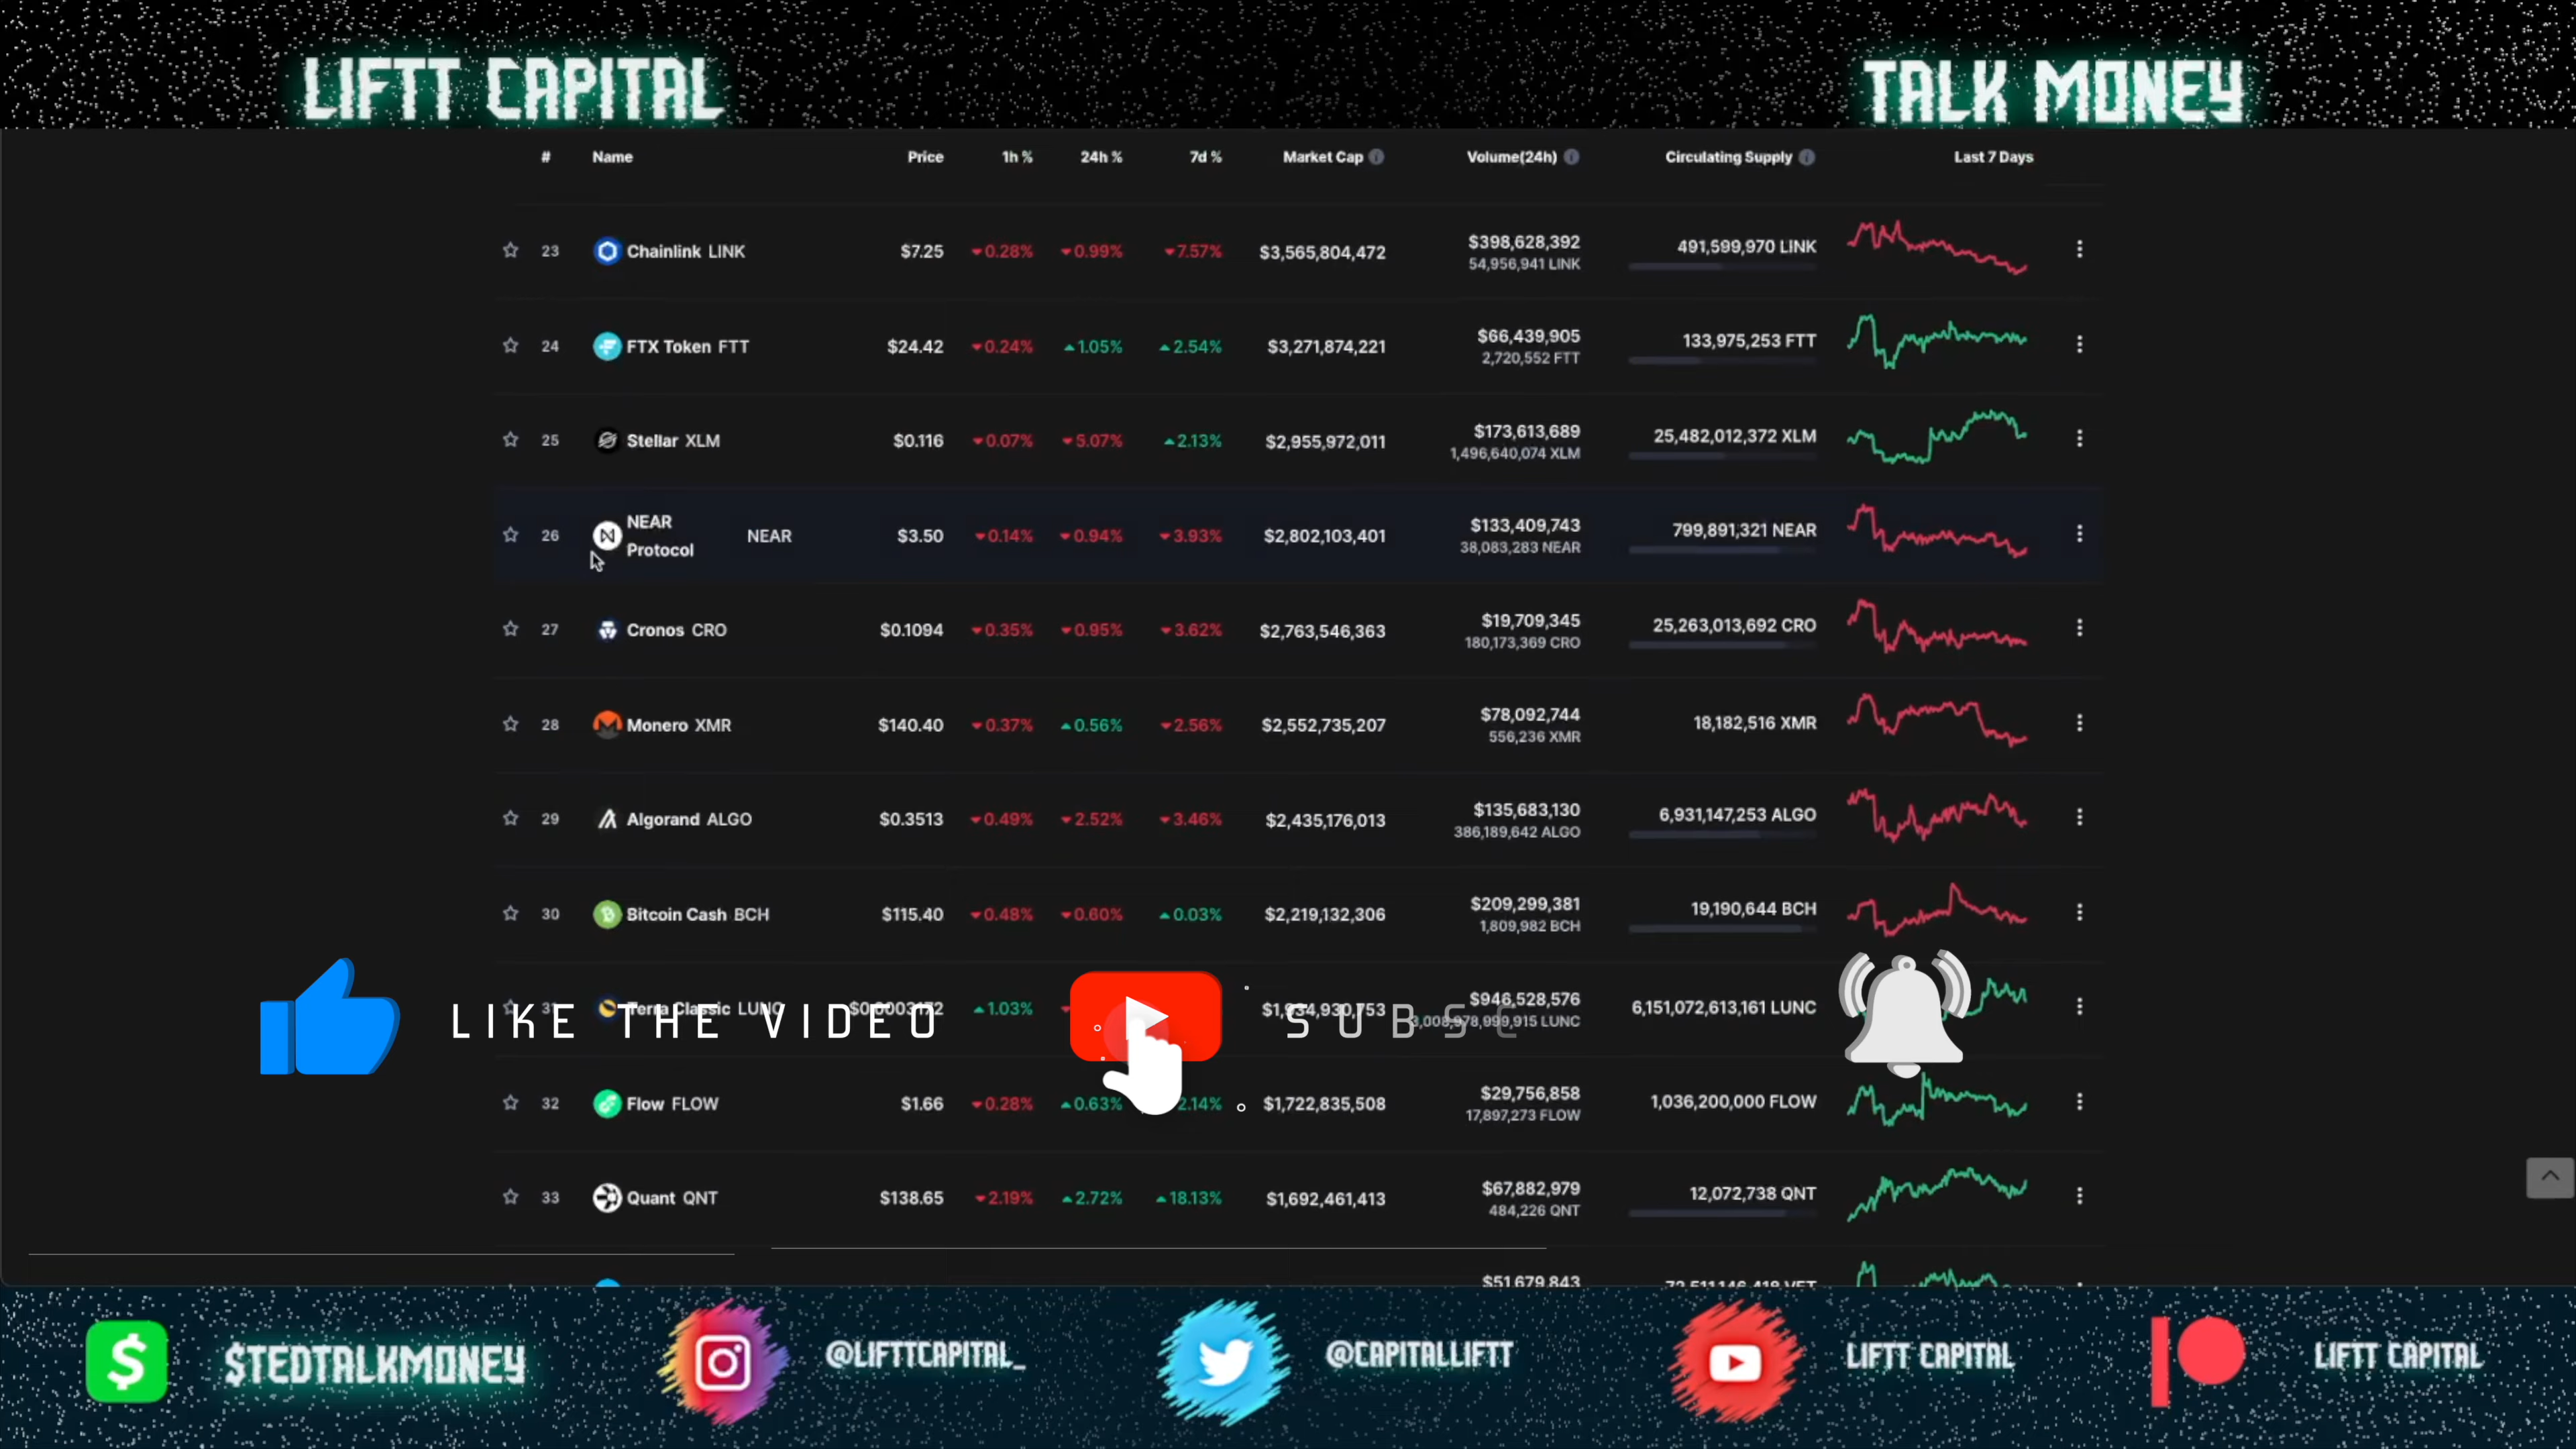 LIFTT CAPITAL
TALK MONEY
# Name Price 1h % 24h % 7d % Market Cap Volume(24h) Circulating Supply Last 7 Days
23 Chainlink LINK $7.25 0.28% 0.99% 7.57% $3,565,804,472 $398,628,392 491,599,970 LINK
54,956,941 LINK
24 FTX Token FTT $24.42 0.24% 1.05% 2.54% $3,271,874,221 $66,439,905 133,975,253 FTT
2,720,552 FTT
25 Stellar XLM $0.116 0.07% 5.07% 2.13% $2,955,972,011 $173,613,689 25,482,012,372 XLM
1,496,640,074 XLM
26 NEAR Protocol NEAR $3.50 0.14% 0.94% 3.93% $2,802,103,401 $133,409,743 799,891,321 NEAR
38,083,283 NEAR
27 Cronos CRO $0.1094 0.35% 0.95% 3.62% $2,763,546,363 $19,709,345 25,263,013,692 CRO
180,173,369 CRO
28 Monero XMR $140.40 0.37% 0.56% 2.56% $2,552,735,207 $78,092,744 18,182,516 XMR
556,236 XMR
29 Algorand ALGO $0.3513 0.49% 2.52% 3.46% $2,435,176,013 $135,683,130 6,931,147,253 ALGO
386,189,642 ALGO
30 Bitcoin Cash BCH $115.40 0.48% 0.60% 0.03% $2,219,132,306 $209,299,381 19,190,644 BCH
1,809,982 BCH
31 Terra Classic LUNC $0.0003172 1.03% $1,934,930,753 $946,528,576 6,151,072,613,161 LUNC
LIKE THE VIDEO
SUBSC
32 Flow FLOW $1.66 0.28% 0.63% 2.14% $1,722,835,508 $29,756,858 1,036,200,000 FLOW
17,897,273 FLOW
33 Quant QNT $138.65 2.19% 2.72% 18.13% $1,692,461,413 $67,882,979 12,072,738 QNT
484,226 QNT
$51,679,843
$TEDTALKMONEY
@LIFTTCAPITAL_
@CAPITALLIFTT
LIFTT CAPITAL
LIFTT CAPITAL